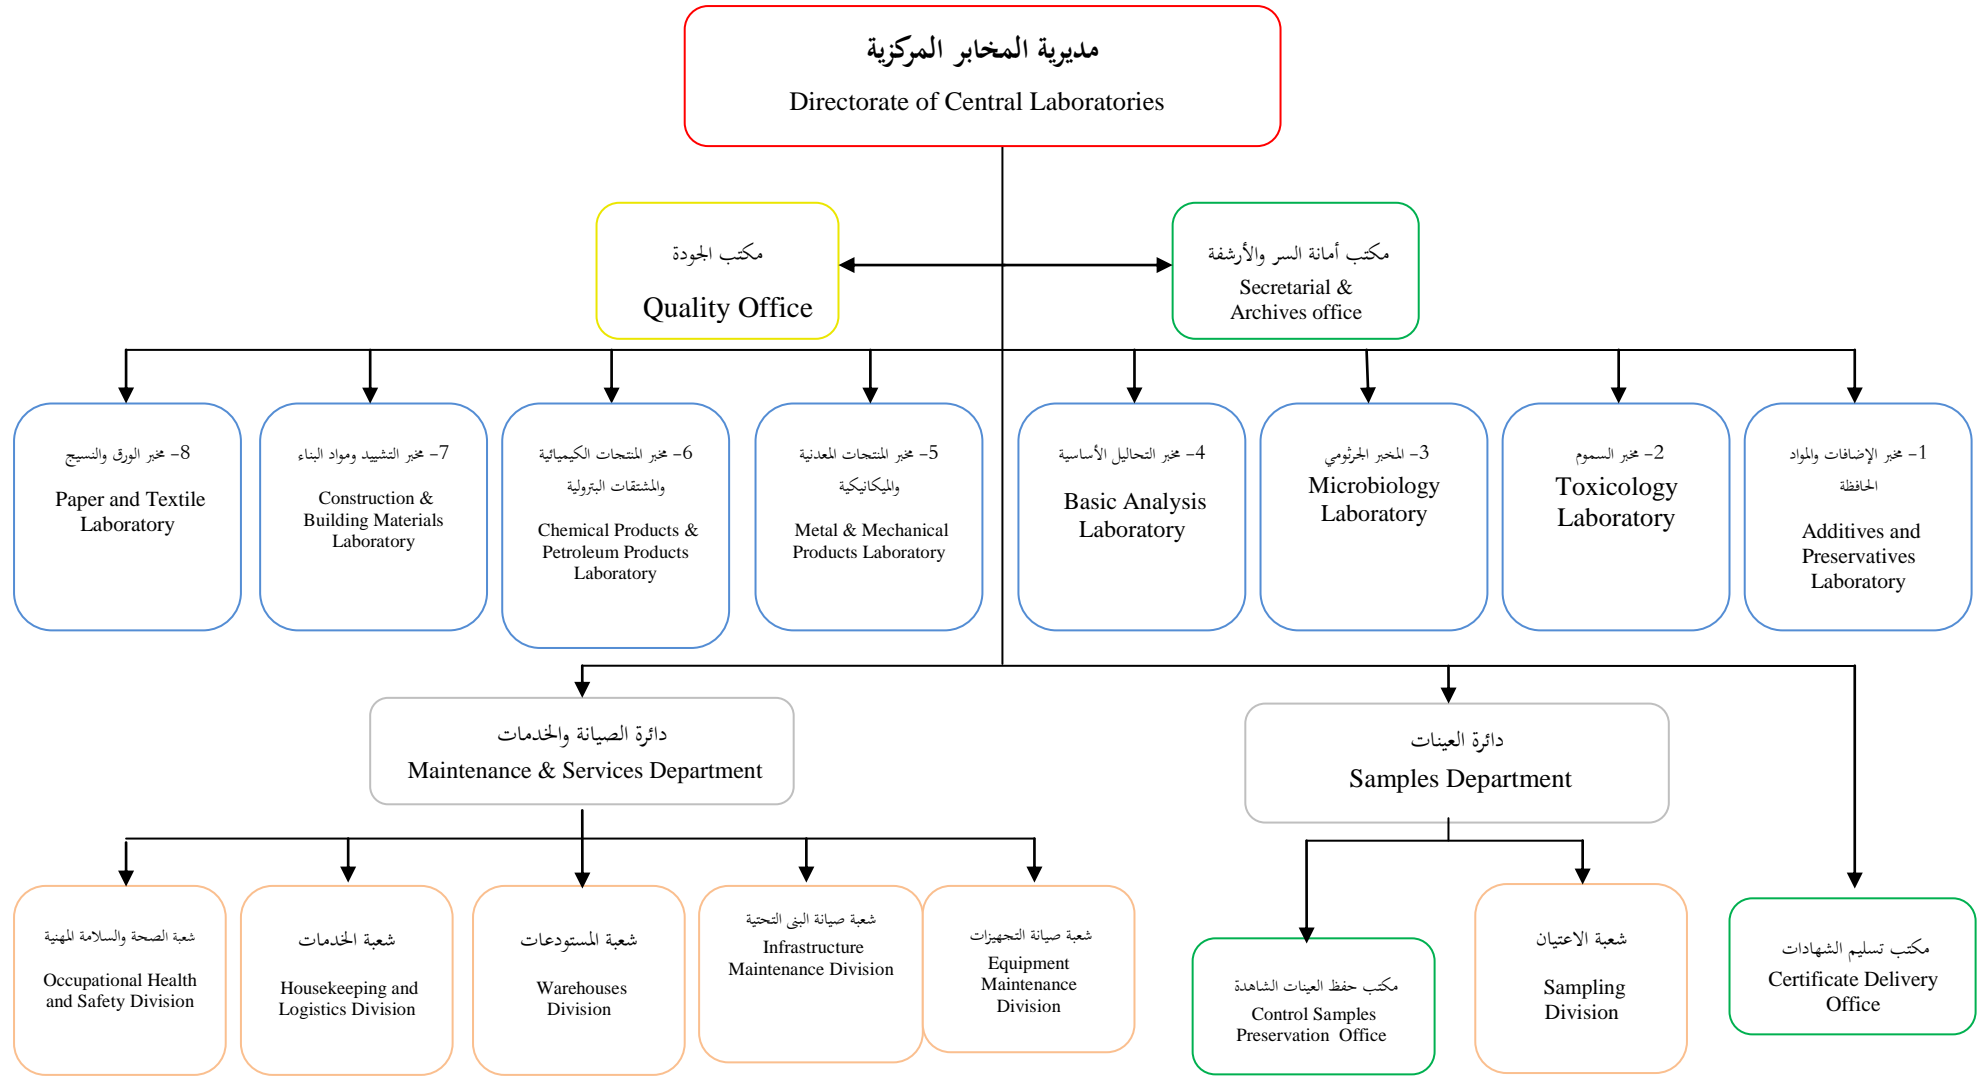 مديرية المخابر المركزية
Directorate of Central Laboratories
مكتب الجودة
Quality Office
مكتب أمانة السر والأرشفة
Secretarial &
Archives office
8- مخبر الورق والنسيج
Paper and Textile
Laboratory
7- مخبر التشييد ومواد البناء
Construction &
Building Materials
Laboratory
6- مخبر المنتجات الكيميائية
والمشتقات البترولية
Chemical Products &
Petroleum Products
Laboratory
5- مخبر المنتجات المعدنية
والميكانيكية
Metal & Mechanical
Products Laboratory
4- مخبر التحاليل الأساسية
Basic Analysis
Laboratory
3- المخبر الجرثومي
Microbiology
Laboratory
2- مخبر السموم
Toxicology
Laboratory
1- مخبر الإضافات والمواد
الحافظة
Additives and
Preservatives
Laboratory
دائرة الصيانة والخدمات
Maintenance & Services Department
دائرة العينات
Samples Department
شعبة الصحة والسلامة المهنية
Occupational Health
and Safety Division
شعبة الخدمات
Housekeeping and
Logistics Division
شعبة المستودعات
Warehouses
Division
شعبة صيانة البنى التحتية
Infrastructure
Maintenance Division
شعبة صيانة التجهيزات
Equipment
Maintenance
Division
مكتب حفظ العينات الشاهدة
Control Samples
Preservation Office
شعبة الاعتيان
Sampling
Division
مكتب تسليم الشهادات
Certificate Delivery
Office